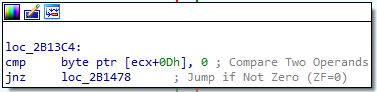 loc_2B13C4:
cmp     byte ptr [ecx+0Dh], 0 ; Compare Two Operands
jnz     loc_2B1478      ; Jump if Not Zero (ZF=0)